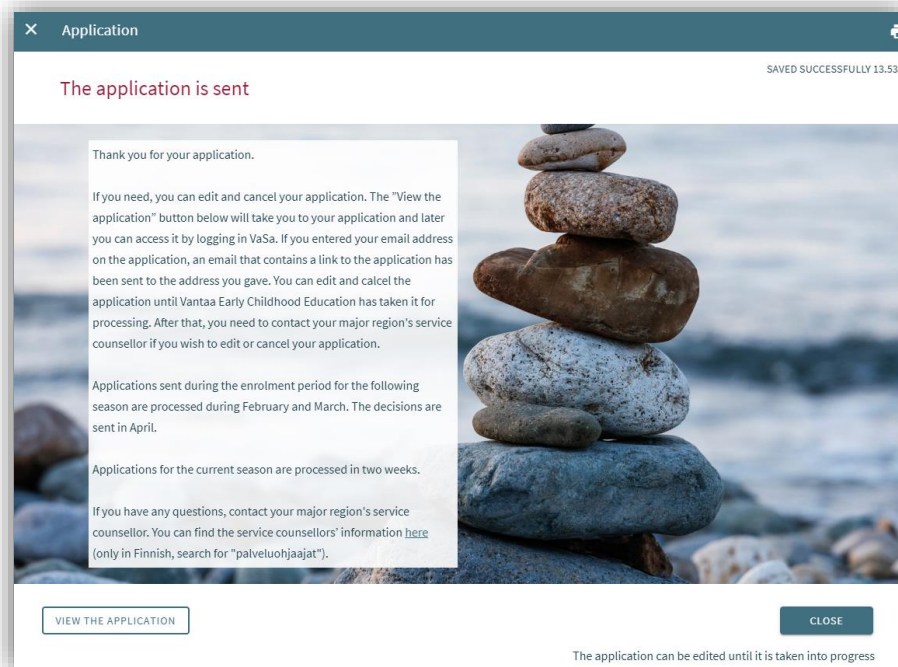 Application
SAVED SUCCESSFULLY 13.53
The application is sent
Thank you for your application.
If you need, you can edit and cancel your application. The "View the
application" button below will take you to your application and later
you can access it by logging in VaSa. If you entered your email address
on the application, an email that contains a link to the application has
been sent to the address you gave. You can edit and calcel the
application until Vantaa Early Childhood Education has taken it for
processing. After that, you need to contact your major region's service
counsellor if you wish to edit or cancel your application.
Applications sent during the enrolment period for the following
season are processed during February and March. The decisions are
sent in April.
Applications for the current season are processed in two weeks.
If you have any questions, contact your major region's service
counsellor. You can find the service counsellors' information here
(only in Finnish, search for "palveluohjaajat").
VIEW THE APPLICATION
CLOSE
The application can be edited until it is taken into progress